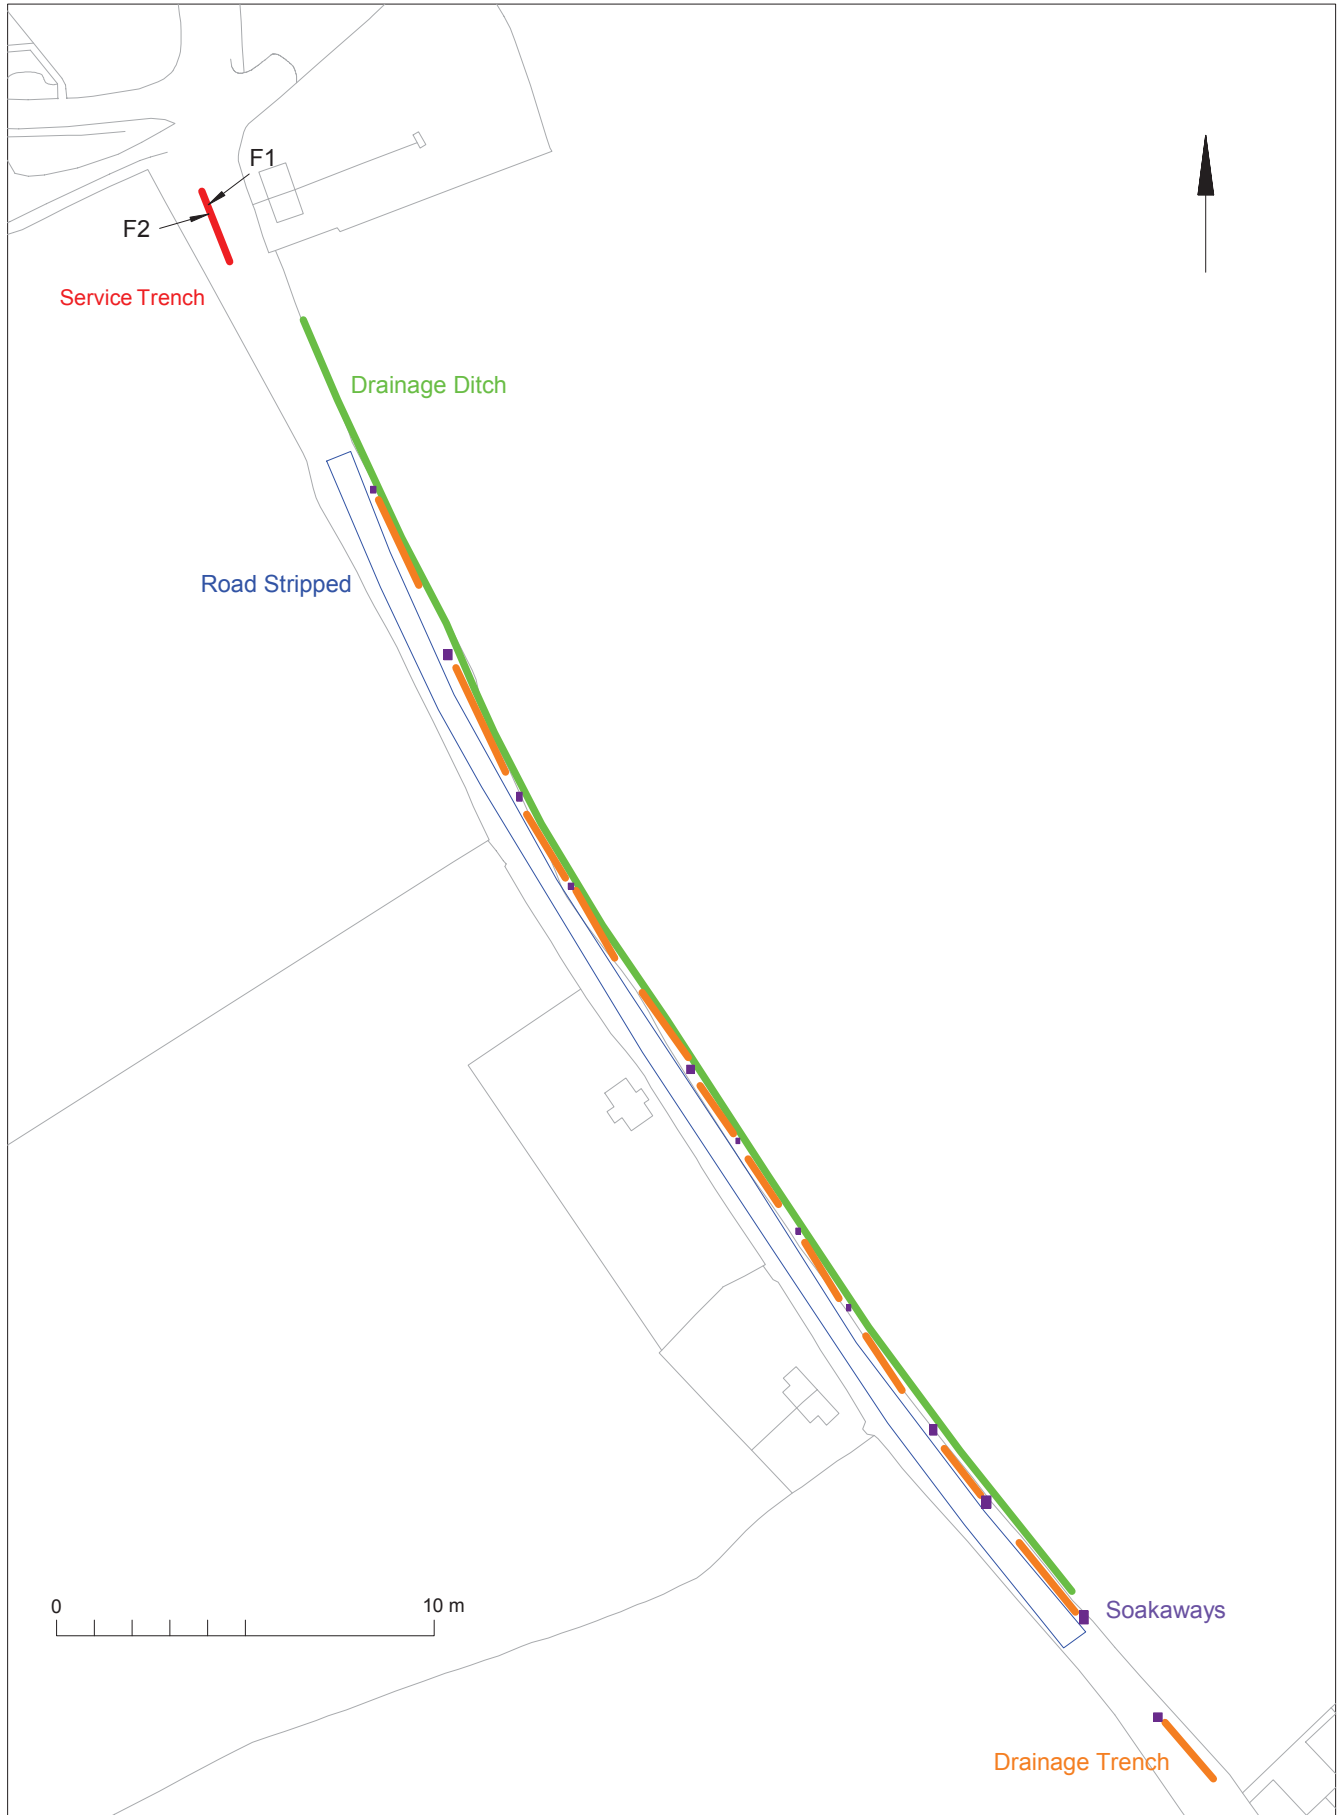 F1
F2
Service Trench
Drainage Ditch
Road Stripped
0
10 m
Soakaways
Drainage Trench